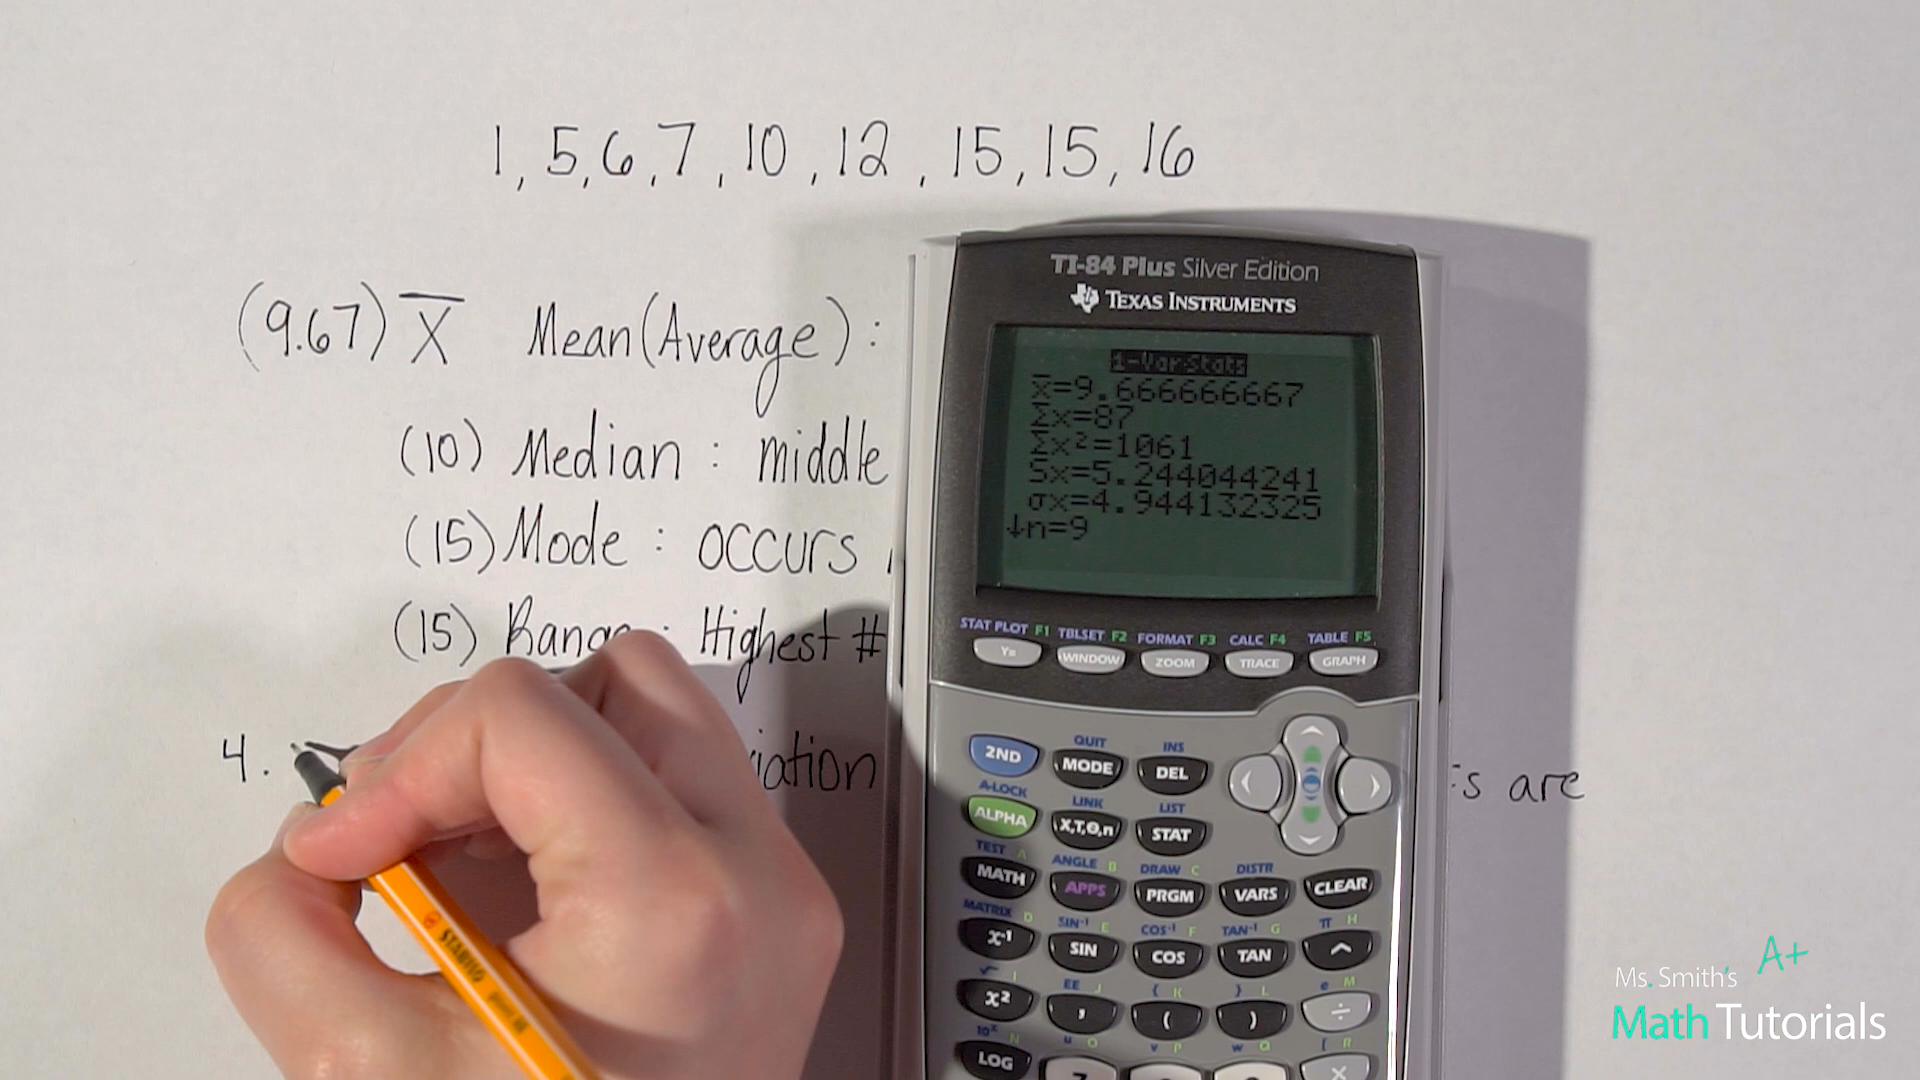 1, 5, 6, 7, 10, 12, 15, 15, 16
(9.67) X̅ Mean (Average) :
(10) Median : middle
(15) Mode : occurs
(15) Range : Highest #
4.
iation
s are
TI-84 Plus Silver Edition
TEXAS INSTRUMENTS
1-Var Stats
x̅=9.666666667
Σx=87
Σx²=1061
Sx=5.244044241
σx=4.944132325
↓n=9
STAT PLOT F1 TBLSET F2 FORMAT F3 CALC F4 TABLE F5
Y= WINDOW ZOOM TRACE GRAPH
QUIT INS
2ND MODE DEL
A-LOCK LINK LIST
ALPHA X,T,Θ,n STAT
TEST A ANGLE B DRAW C DISTR
MATH APPS PRGM VARS CLEAR
MATRIX D SIN⁻¹ E COS⁻¹ F TAN⁻¹ G π H
x⁻¹ SIN COS TAN ^
√ I EE J { K } L e M
x² , ( ) ÷
10ˣ N u O v P w Q [ R
LOG 7 ×
STABILO
point 88
Ms. Smith's A+
Math Tutorials